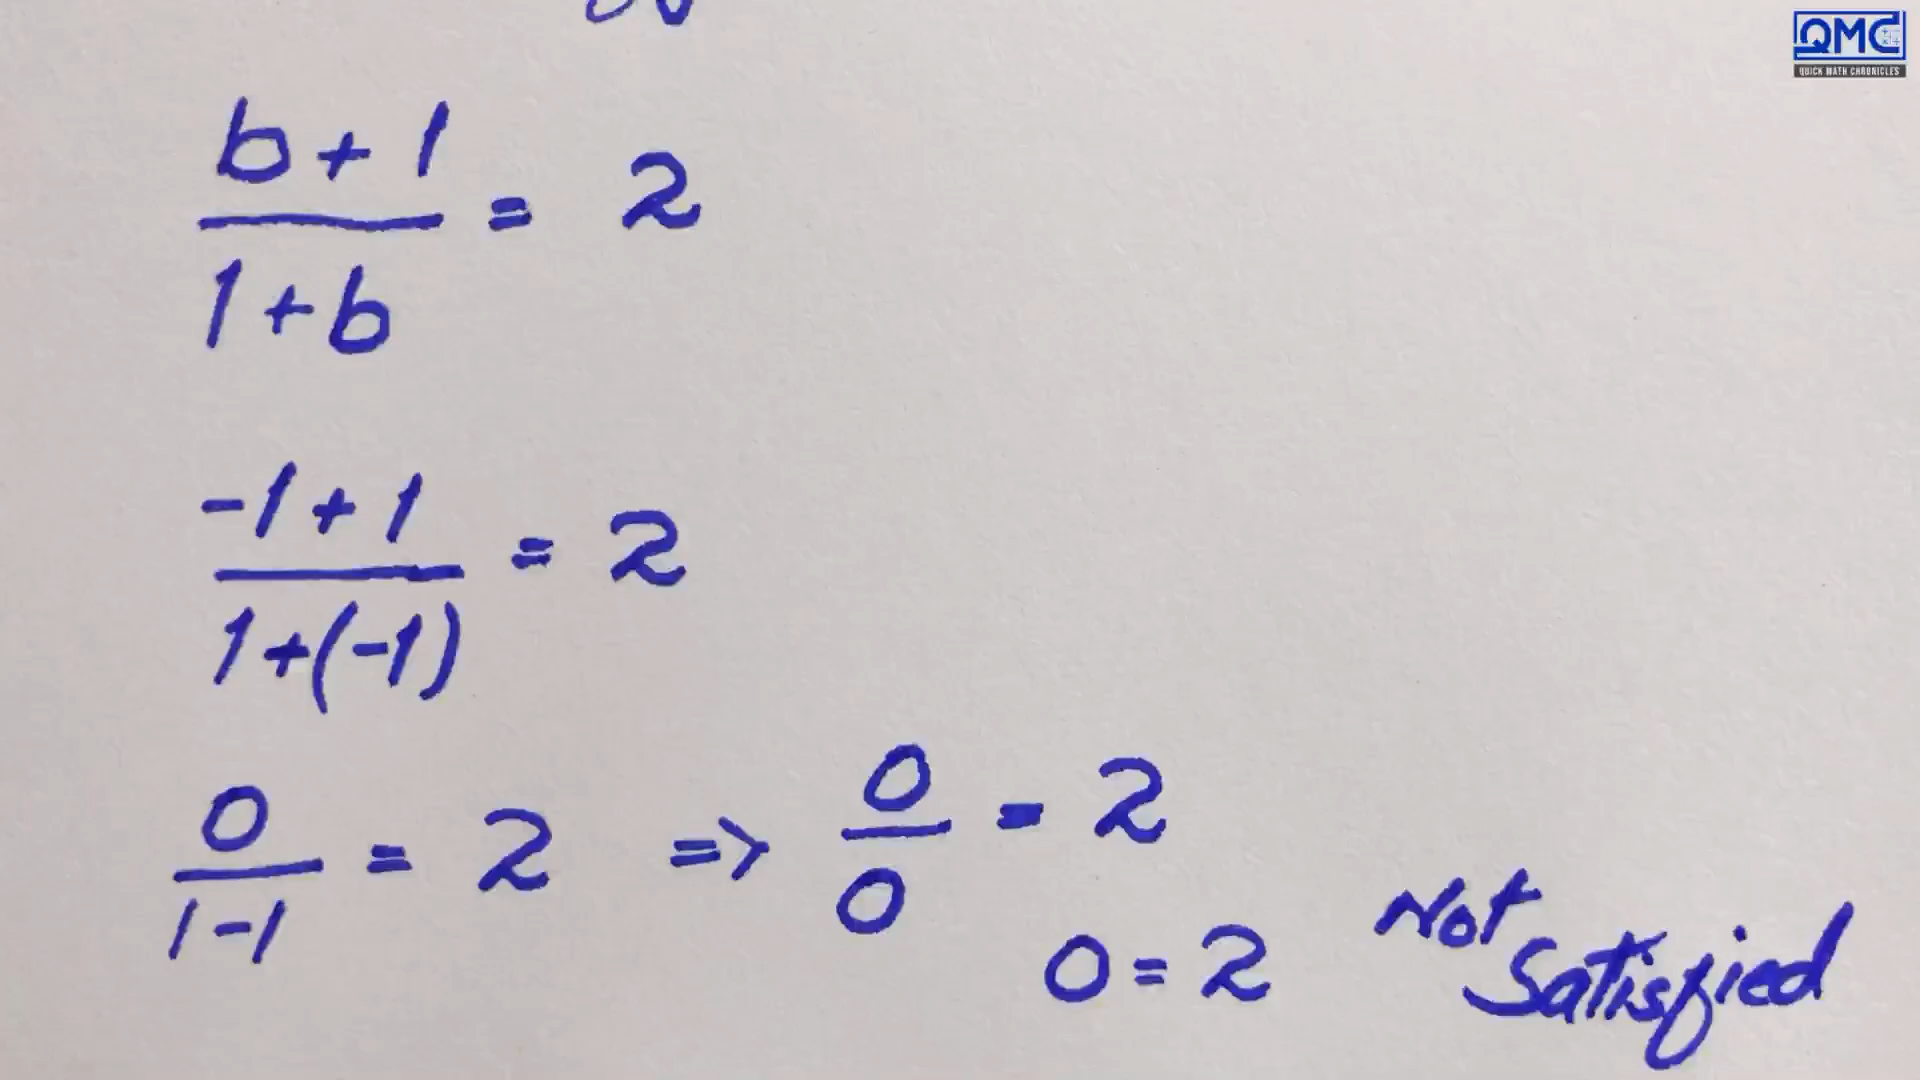 QMC
QUICK MATH CHRONICLES
b+1
1+b
= 2
-1+1
1+(-1)
= 2
0
1-1
= 2 => 0
0
= 2
0=2
Not
Satisfied